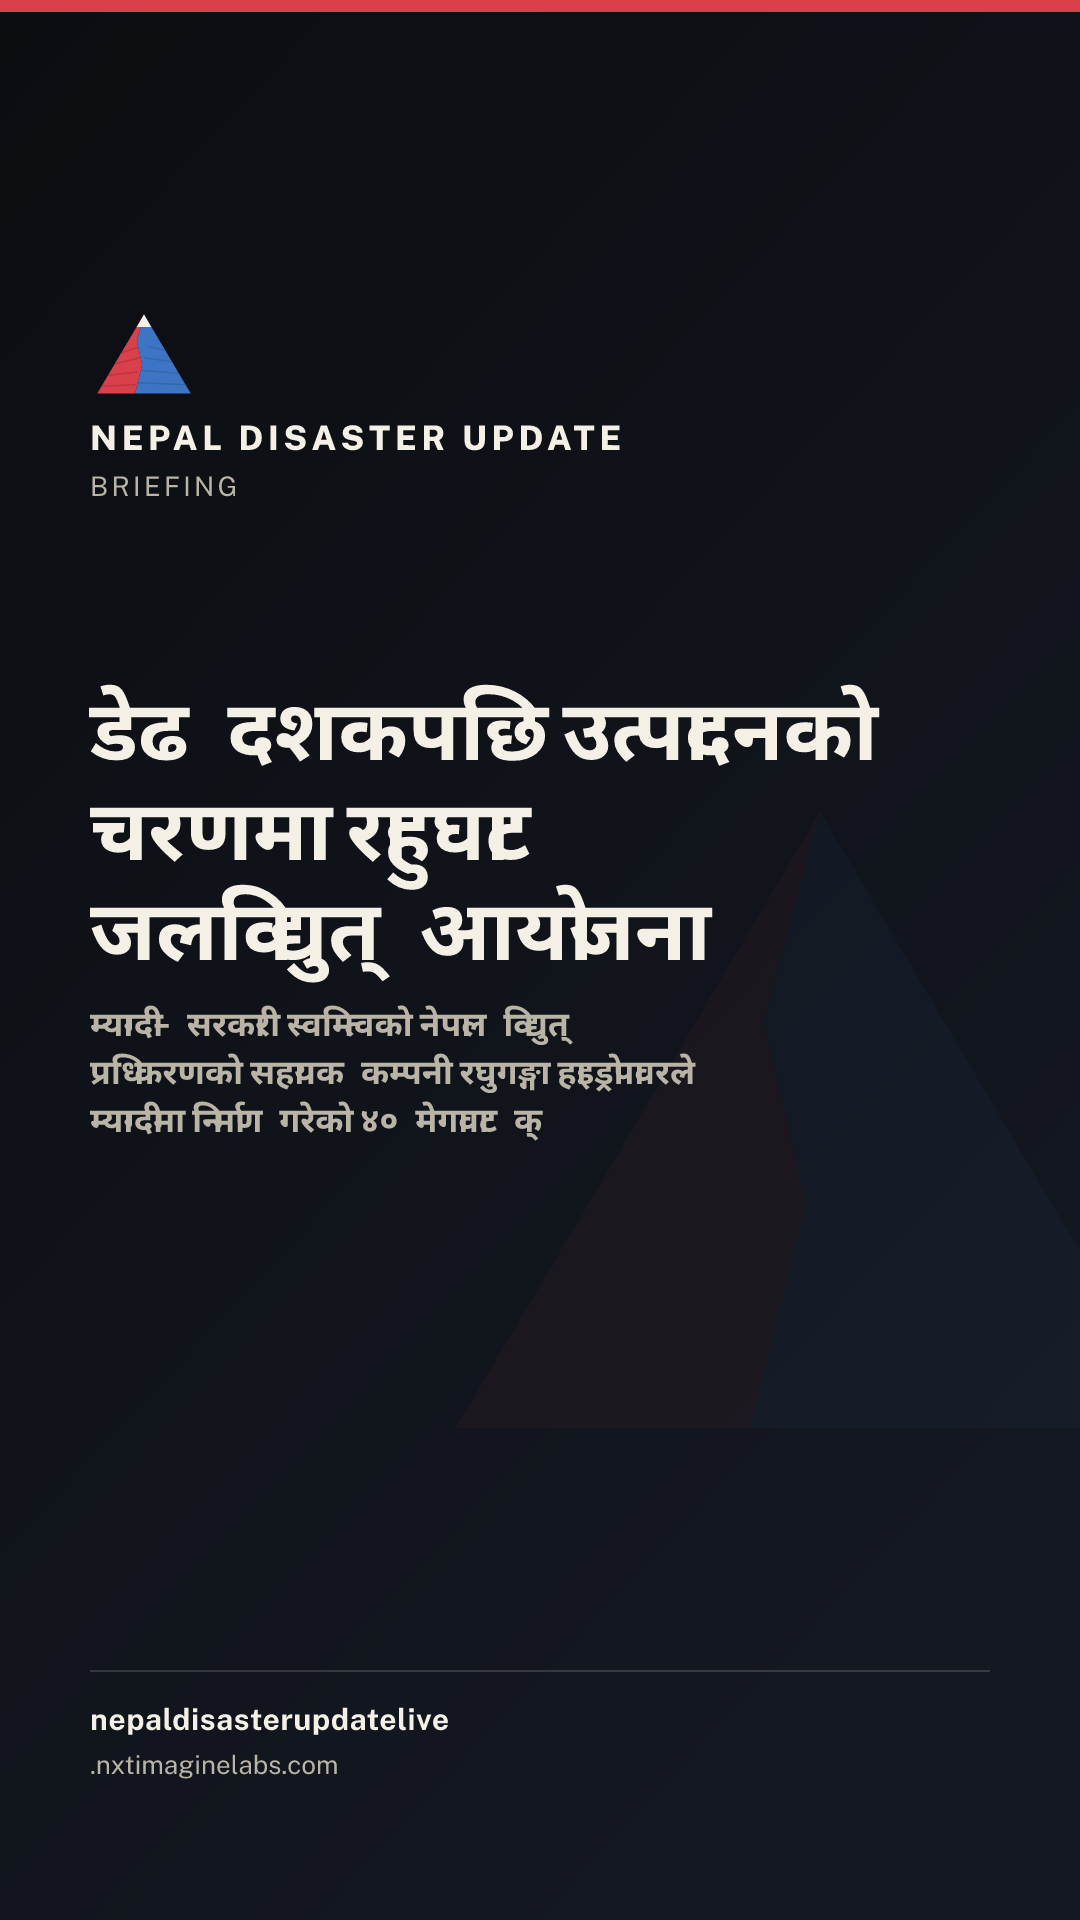 NEPAL DISASTER UPDATE
BRIEFING
डेढ दशकपछि उत्पादनको
चरणमा राहुघाट
जलविद्युत् आयोजना
म्याग्दी– सरकारी स्वामित्वको नेपाल विद्युत्
प्राधिकरणको सहायक कम्पनी रघुगङ्गा हाइड्रोपावरले
म्याग्दीमा निर्माण गरेको ४० मेगावाट क्
nepaldisasterupdatelive
.nxtimaginelabs.com